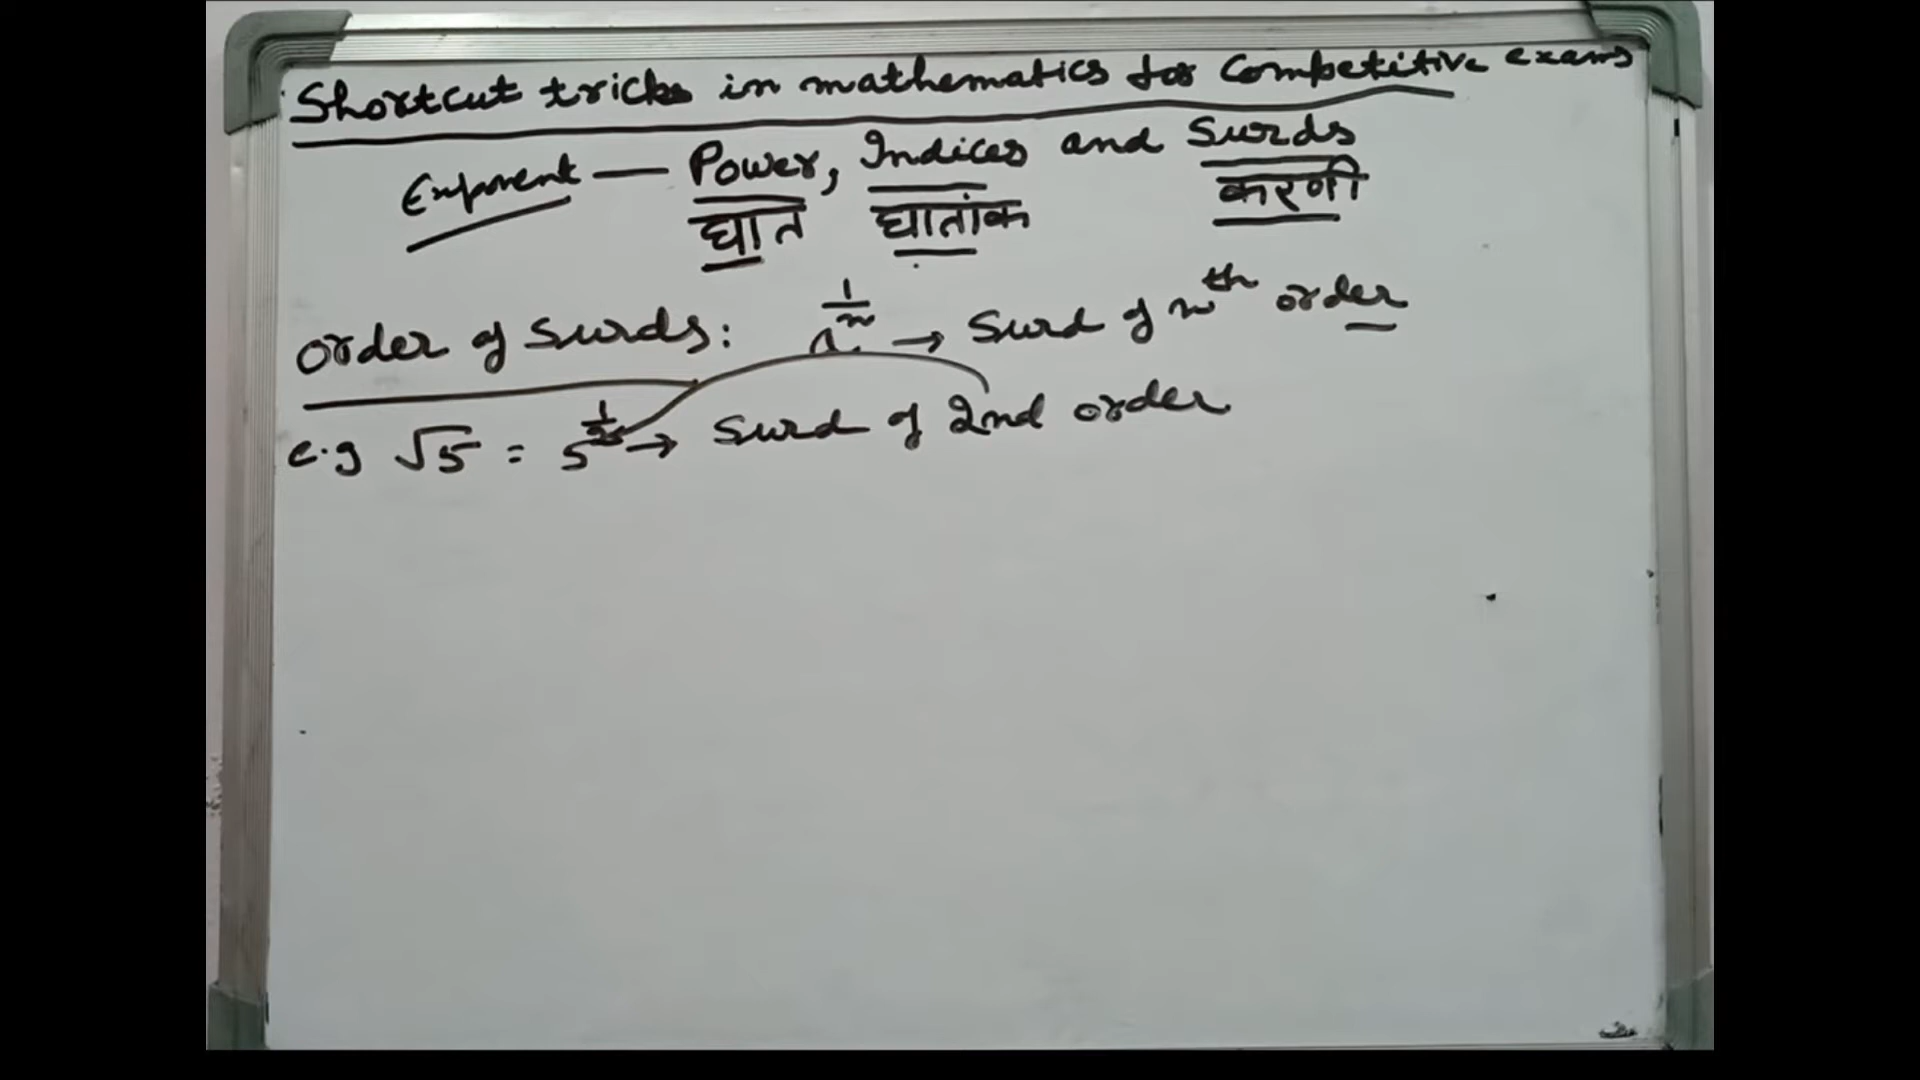 Shortcut tricks in mathematics for Competitive exams
Exponent — Power, Indices and Surds
घात घातांक करणी
order of surds: a^(1/n) → Surd of nth order
e.g √5 = 5^(1/2) → Surd of 2nd order